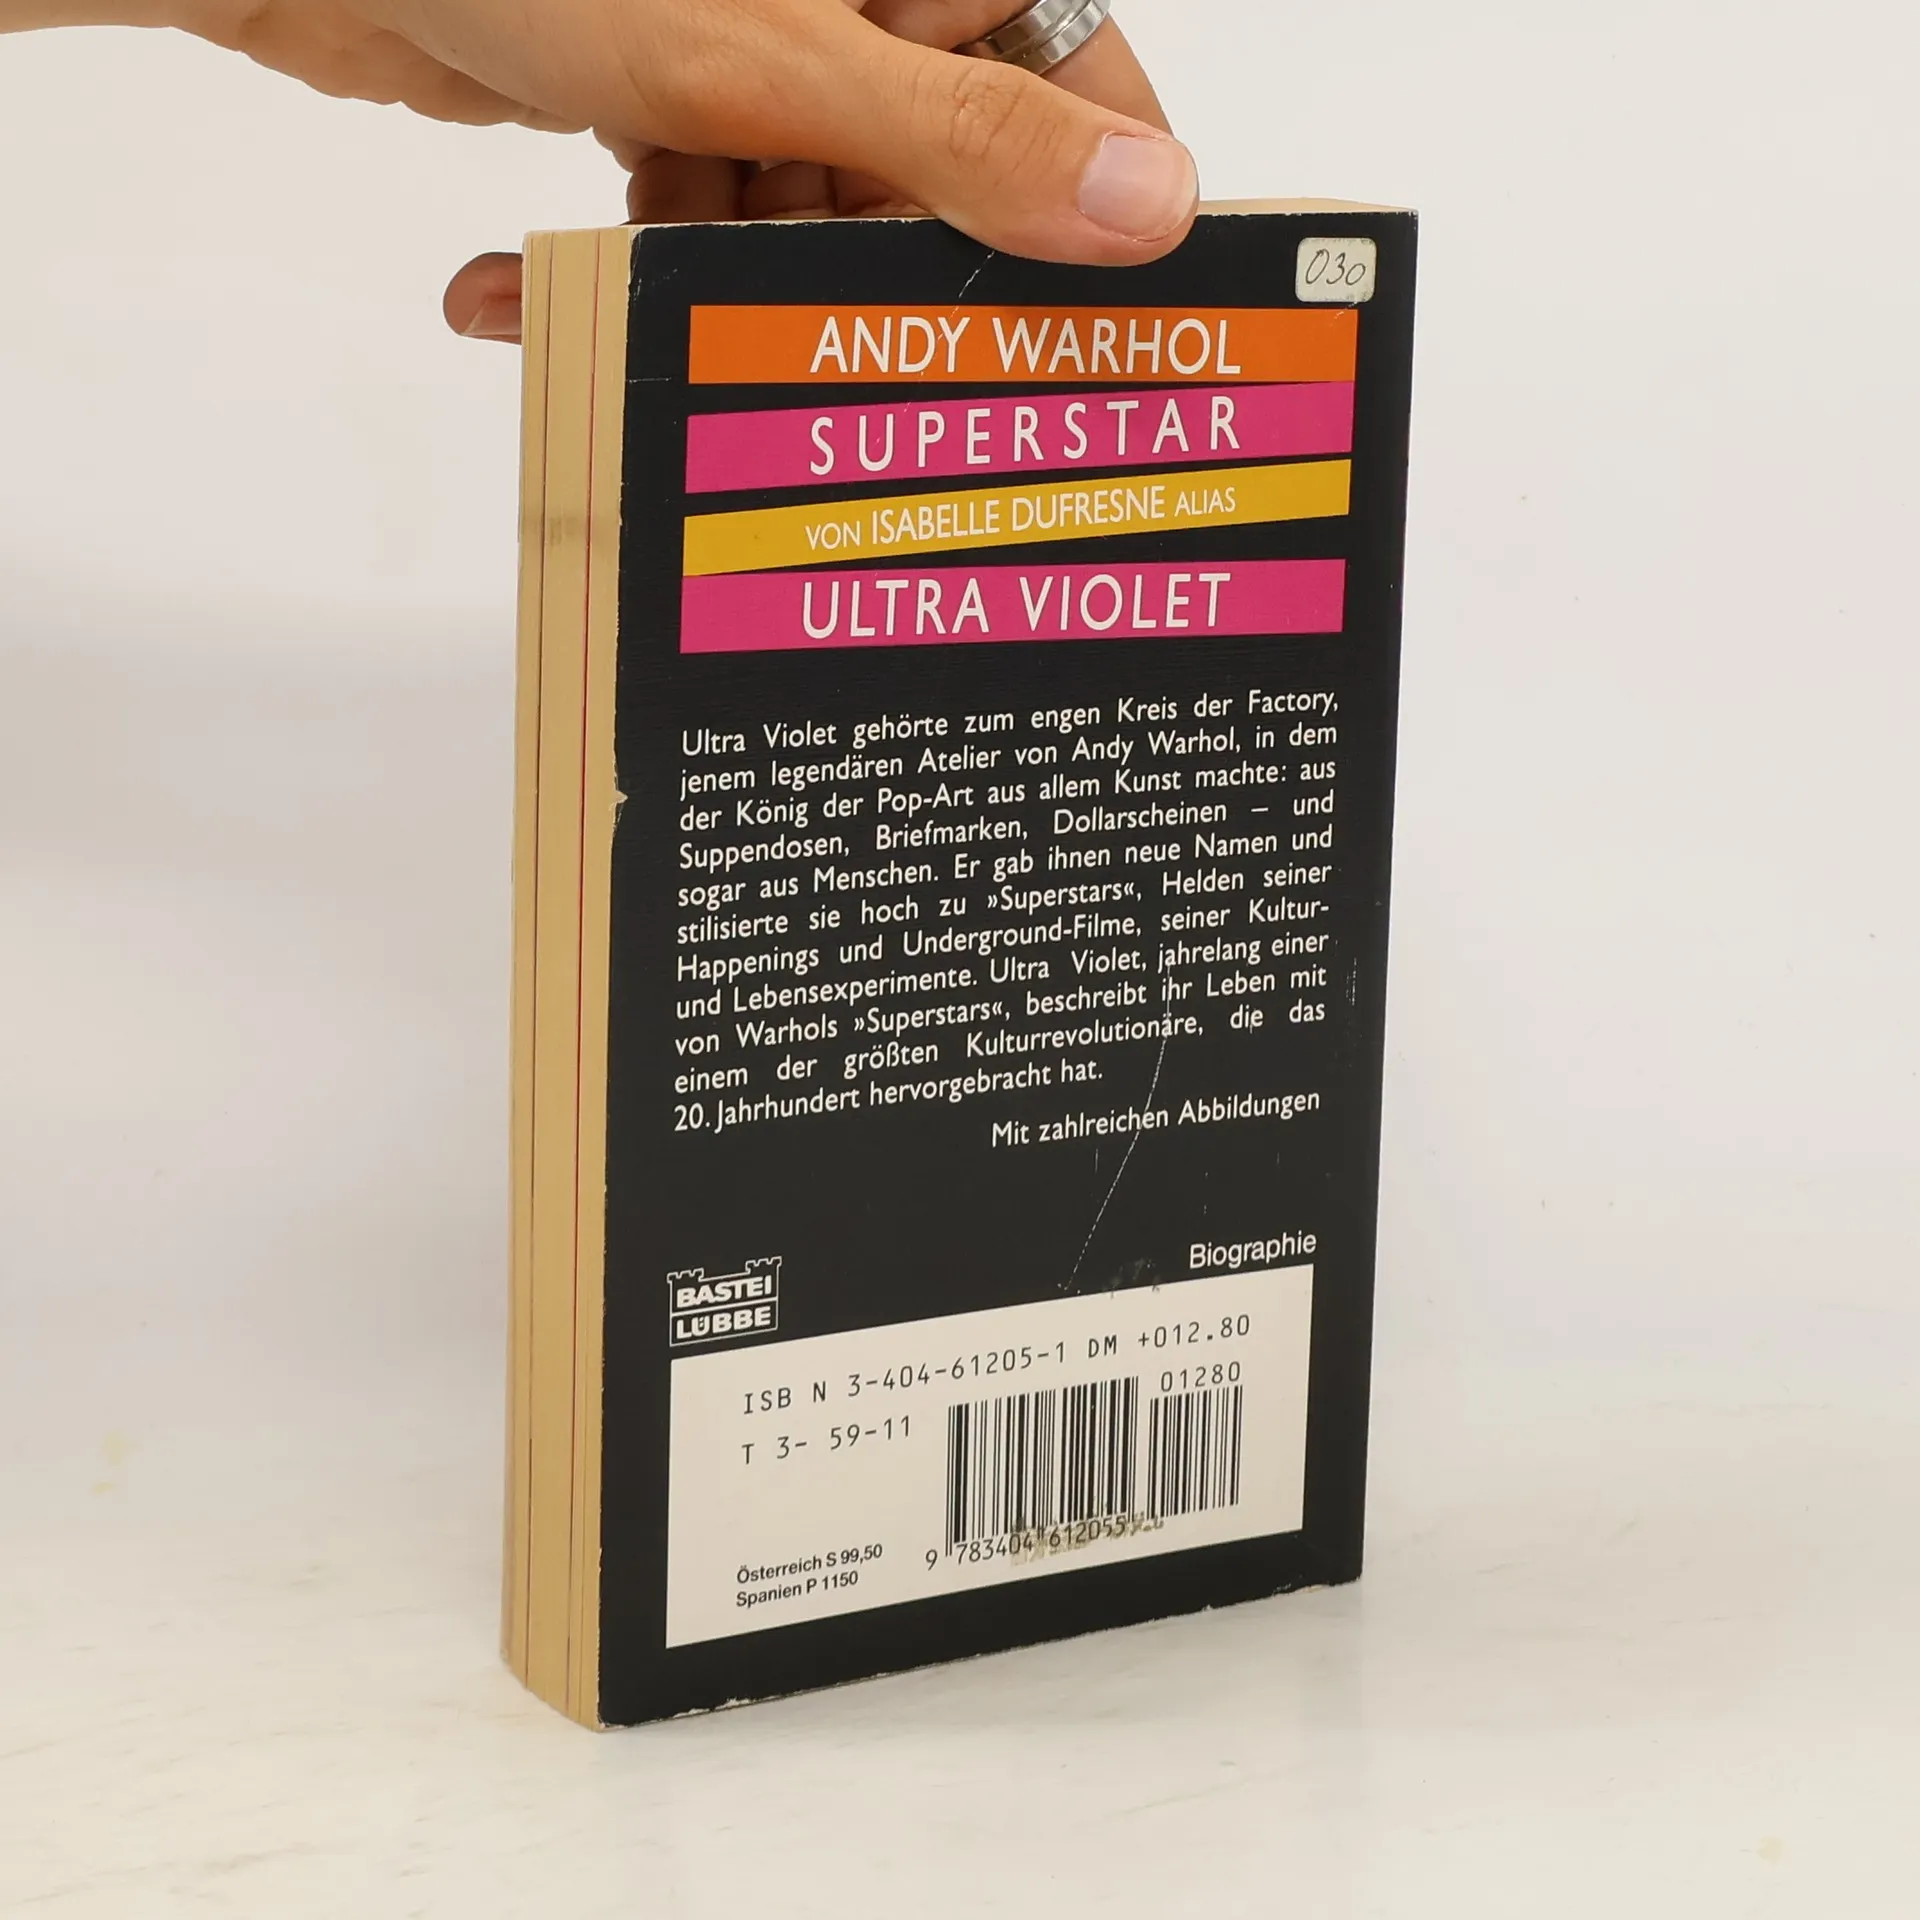 030
ANDY WARHOL
SUPERSTAR
VON ISABELLE DUFRESNE ALIAS
ULTRA VIOLET
Ultra Violet gehörte zum engen Kreis der Factory,
jenem legendären Atelier von Andy Warhol, in dem
der König der Pop-Art aus allem Kunst machte: aus
Suppendosen, Briefmarken, Dollarscheinen – und
sogar aus Menschen. Er gab ihnen neue Namen und
stilisierte sie hoch zu »Superstars«, Helden seiner
Happenings und Underground-Filme, seiner Kultur-
und Lebensexperimente. Ultra Violet, jahrelang einer
von Warhols »Superstars«, beschreibt ihr Leben mit
einem der größten Kulturrevolutionäre, die das
20. Jahrhundert hervorgebracht hat.
Mit zahlreichen Abbildungen
Biographie
BASTEI
LÜBBE
ISB N 3-404-61205-1 DM +012.80
T 3- 59-11
01280
Österreich S 99,50
Spanien P 1150
9 783404 612055